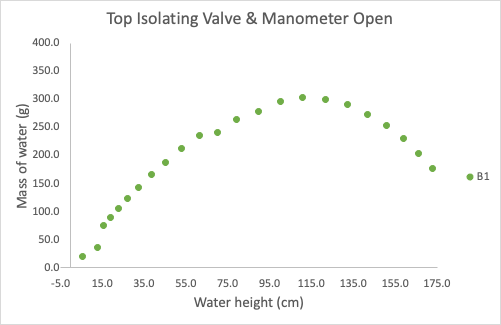 Top Isolating Valve & Manometer Open
400.0
350.0
300.0
250.0
200.0
150.0
100.0
50.0
0.0
Mass of water (g)
-5.0 15.0 35.0 55.0 75.0 95.0 115.0 135.0 155.0 175.0
Water height (cm)
B1